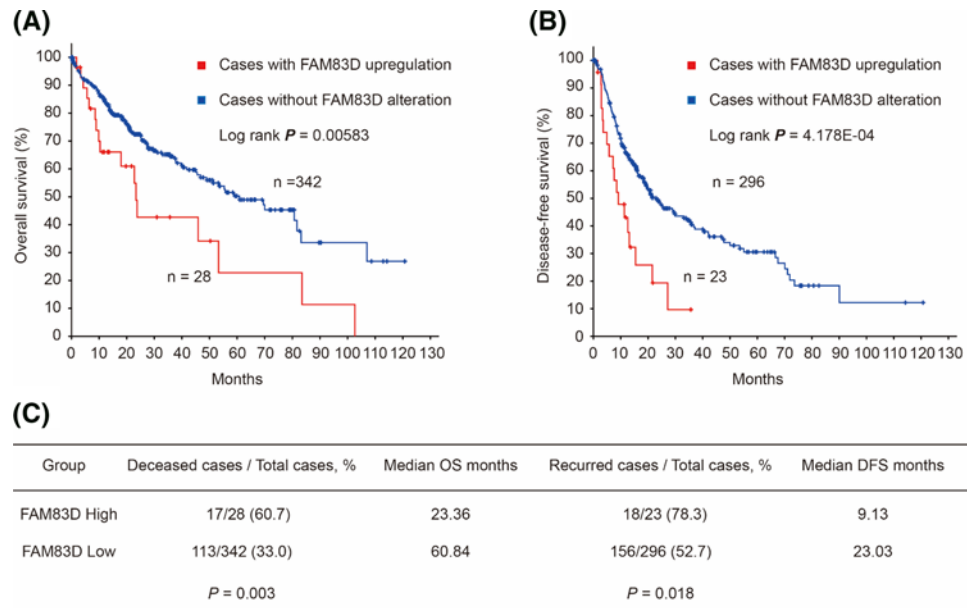 (A)
Overall survival (%)
100
90
80
70
60
50
40
30
20
10
0
Cases with FAM83D upregulation
Cases without FAM83D alteration
Log rank P = 0.00583
n =342
n = 28
0 10 20 30 40 50 60 70 80 90 100 110 120 130
Months
(B)
Disease-free survival (%)
100
90
80
70
60
50
40
30
20
10
0
Cases with FAM83D upregulation
Cases without FAM83D alteration
Log rank P = 4.178E-04
n = 296
n = 23
0 10 20 30 40 50 60 70 80 90 100 110 120 130
Months
(C)
Group Deceased cases / Total cases, % Median OS months Recurred cases / Total cases, % Median DFS months
FAM83D High 17/28 (60.7) 23.36 18/23 (78.3) 9.13
FAM83D Low 113/342 (33.0) 60.84 156/296 (52.7) 23.03
P = 0.003 P = 0.018